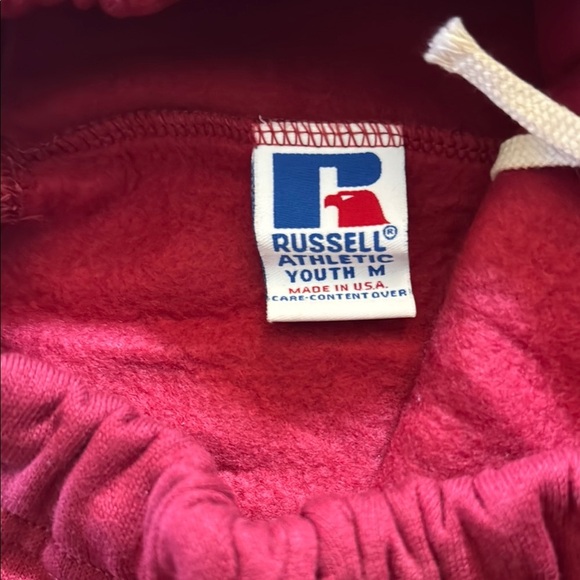 R
RUSSELL®
ATHLETIC
YOUTH M
MADE IN U.S.A.
CARE-CONTENT OVER